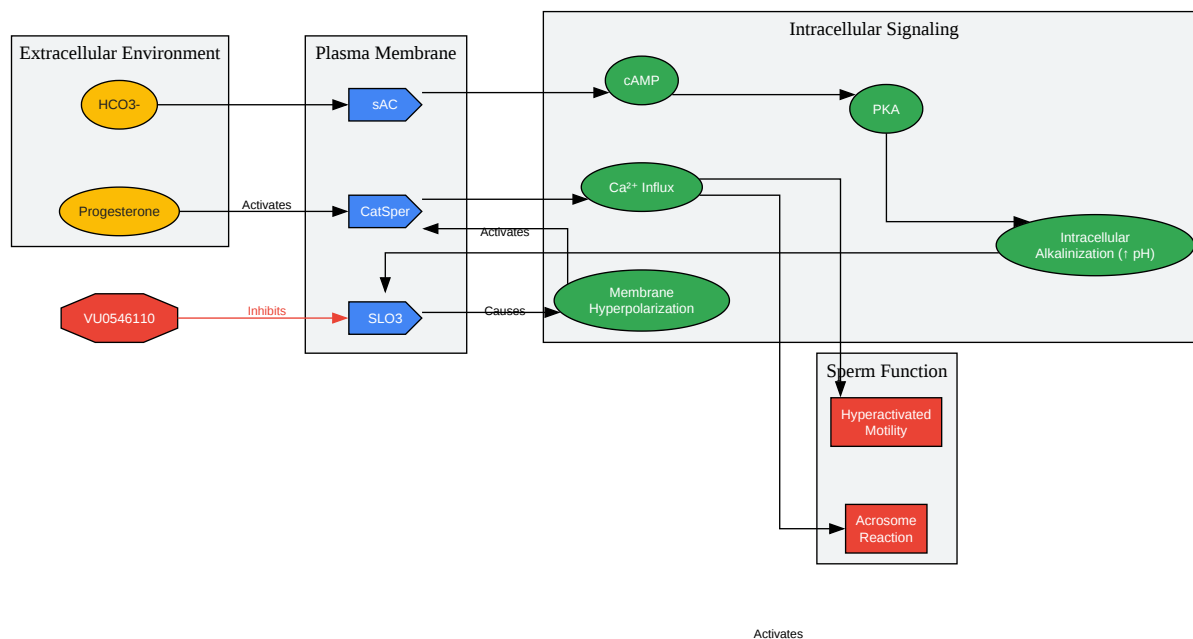 Intracellular Signaling
Extracellular Environment
Plasma Membrane
HCO3-
sAC
cAMP
PKA
Progesterone
Activates
CatSper
Ca²⁺ Influx
Activates
Intracellular
Alkalinization (↑ pH)
VU0546110
Inhibits
SLO3
Causes
Membrane
Hyperpolarization
Sperm Function
Hyperactivated
Motility
Acrosome
Reaction
Activates